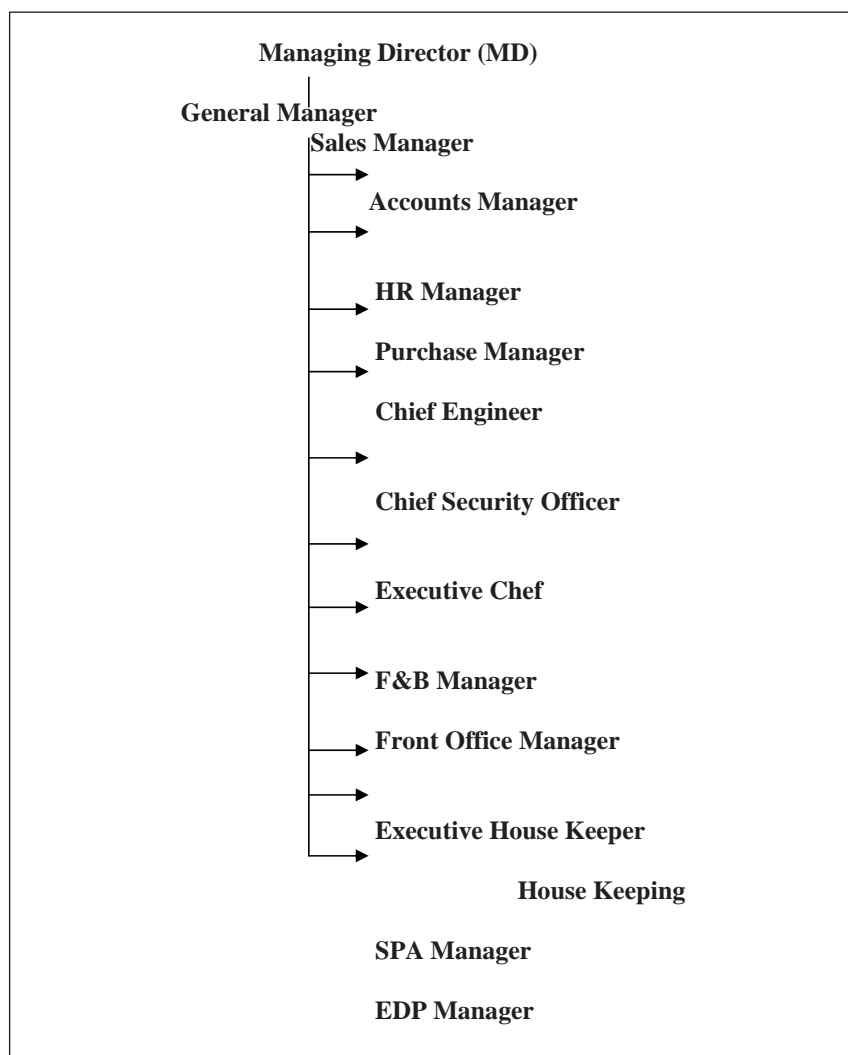 Managing Director (MD)
General Manager
Sales Manager
Accounts Manager
HR Manager
Purchase Manager
Chief Engineer
Chief Security Officer
Executive Chef
F&B Manager
Front Office Manager
Executive House Keeper
House Keeping
SPA Manager
EDP Manager